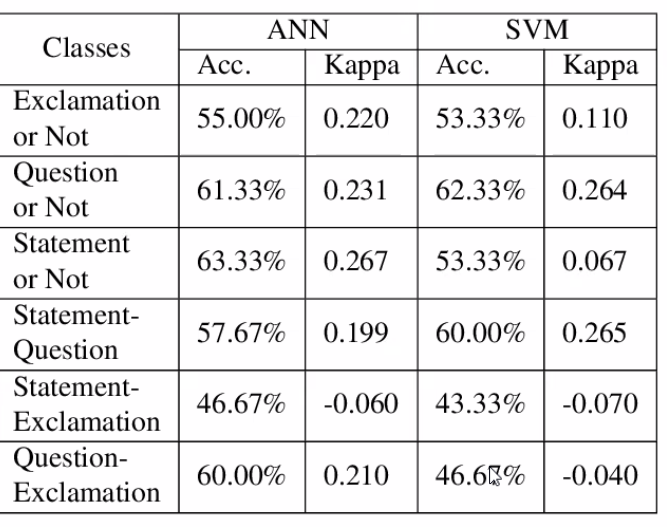 Classes ANN SVM
Acc. Kappa Acc. Kappa
Exclamation
or Not 55.00% 0.220 53.33% 0.110
Question
or Not 61.33% 0.231 62.33% 0.264
Statement
or Not 63.33% 0.267 53.33% 0.067
Statement-
Question 57.67% 0.199 60.00% 0.265
Statement-
Exclamation 46.67% -0.060 43.33% -0.070
Question-
Exclamation 60.00% 0.210 46.67% -0.040